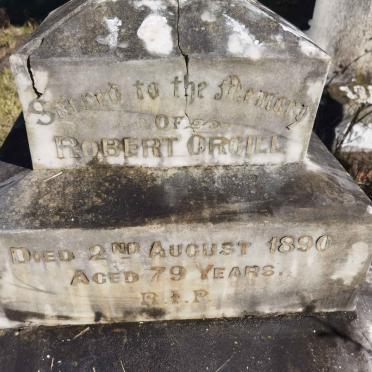 Sacred to the Memory
OF
ROBERT ORGILL
DIED 2ND AUGUST 1890
AGED 79 YEARS.
R.I.P.